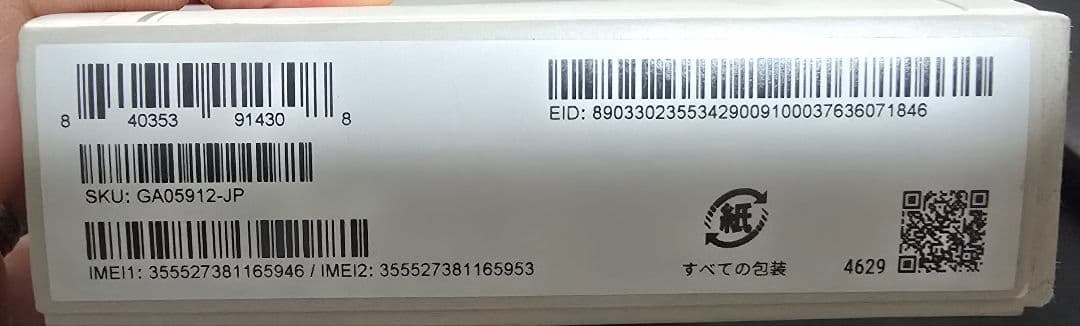 8 40353 91430 8
EID: 89033023553429009100037636071846
SKU: GA05912-JP
IMEI1: 355527381165946 / IMEI2: 355527381165953
紙
すべての包装
4629